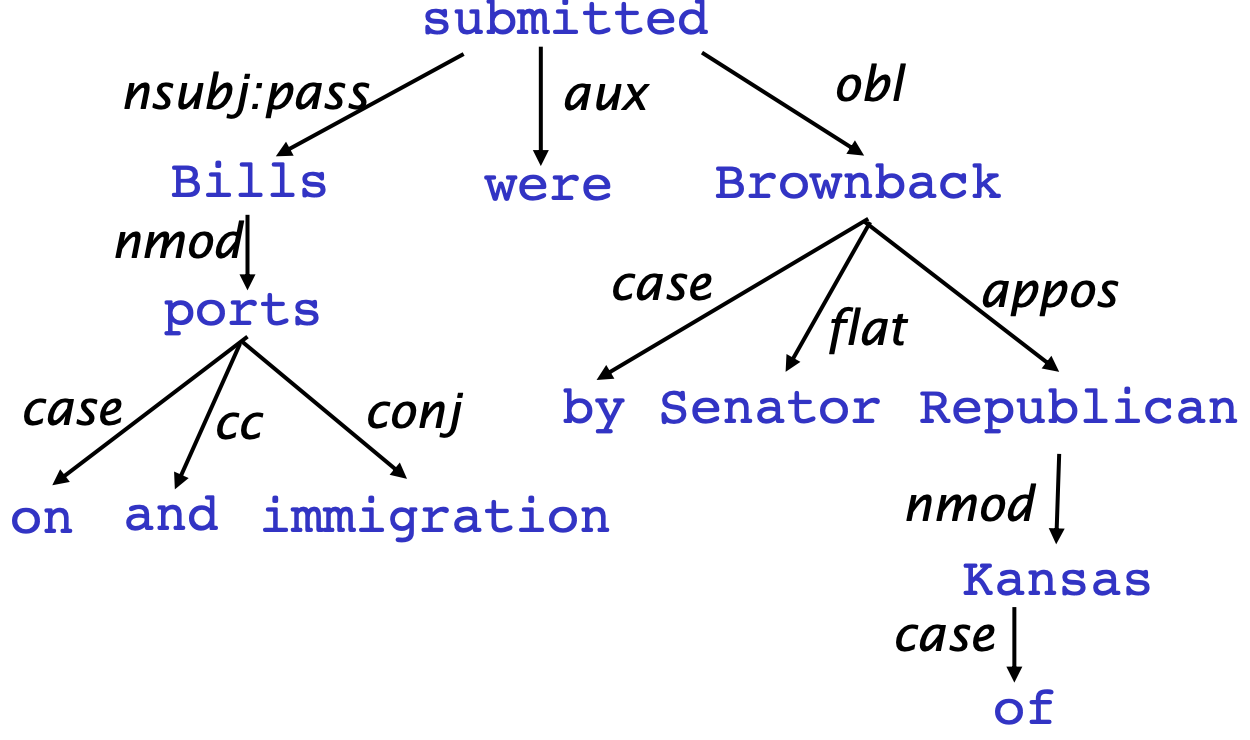 submitted
nsubj:pass aux obl
Bills were Brownback
nmod
case appos
ports flat
case cc conj by Senator Republican
on and immigration nmod
Kansas
case
of